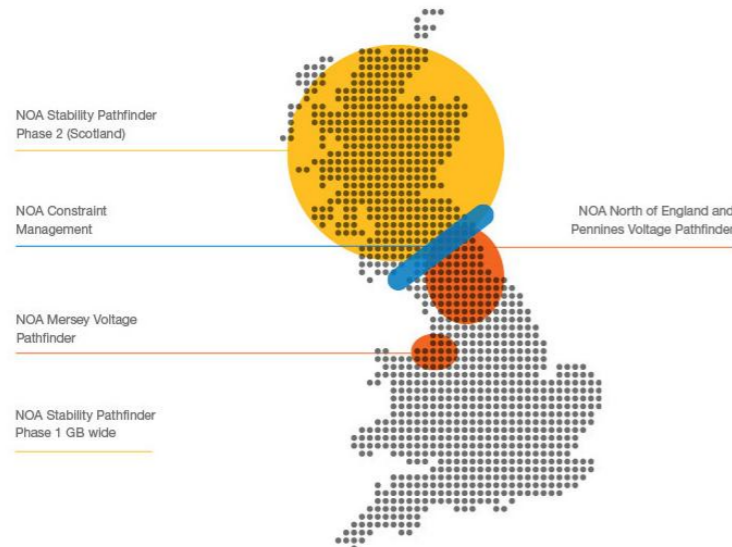 NOA Stability Pathfinder
Phase 2 (Scotland)
NOA Constraint
Management
NOA North of England and
Pennines Voltage Pathfinder
NOA Mersey Voltage
Pathfinder
NOA Stability Pathfinder
Phase 1 GB wide